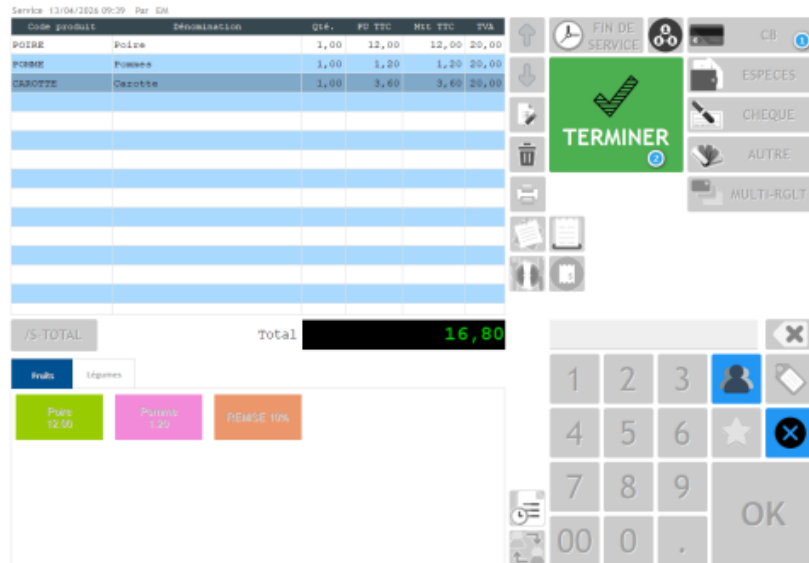 Service 13/04/2026 09:39 Par EM
Code produit Dénomination Qté. PU TTC Mtt TTC TVA
POIRE Poire 1,00 12,00 12,00 20,00
POMME Pommes 1,00 1,20 1,20 20,00
CAROTTE Carotte 1,00 3,60 3,60 20,00
/S-TOTAL Total 16,80
Fruits Légumes
Poire
12.00
Pomme
1.20
REMISE 10%
FIN DE
SERVICE
TERMINER
2
CB 1
ESPECES
CHEQUE
AUTRE
MULTI-RGLT
1 2 3
4 5 6
7 8 9
00 0 .
OK